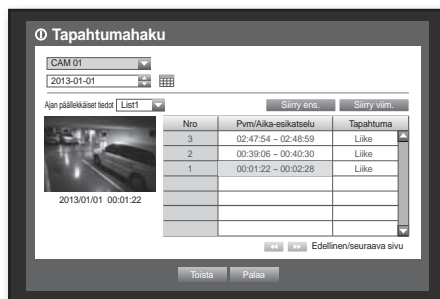 Tapahtumahaku
CAM 01
2013-01-01
Ajan päällekkäiset tiedot List1
Siirry ens. Siirry viim.
Nro Pvm/Aika-esikatselu Tapahtuma
3 02:47:54 ~ 02:48:59 Liike
2 00:39:06 ~ 00:40:30 Liike
1 00:01:22 ~ 00:02:28 Liike
2013/01/01 00:01:22
Edellinen/seuraava sivu
Toista Palaa